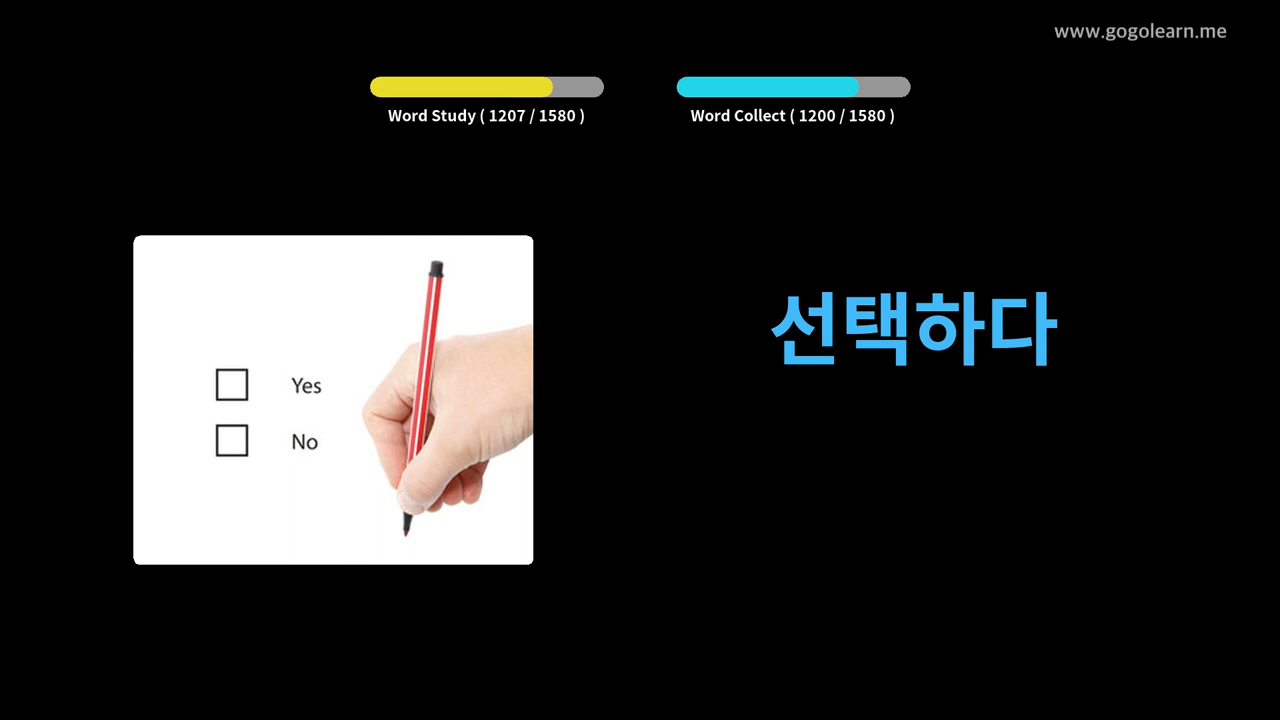 www.gogolearn.me
Word Study ( 1207 / 1580 )
Word Collect ( 1200 / 1580 )
Yes
No
선택하다